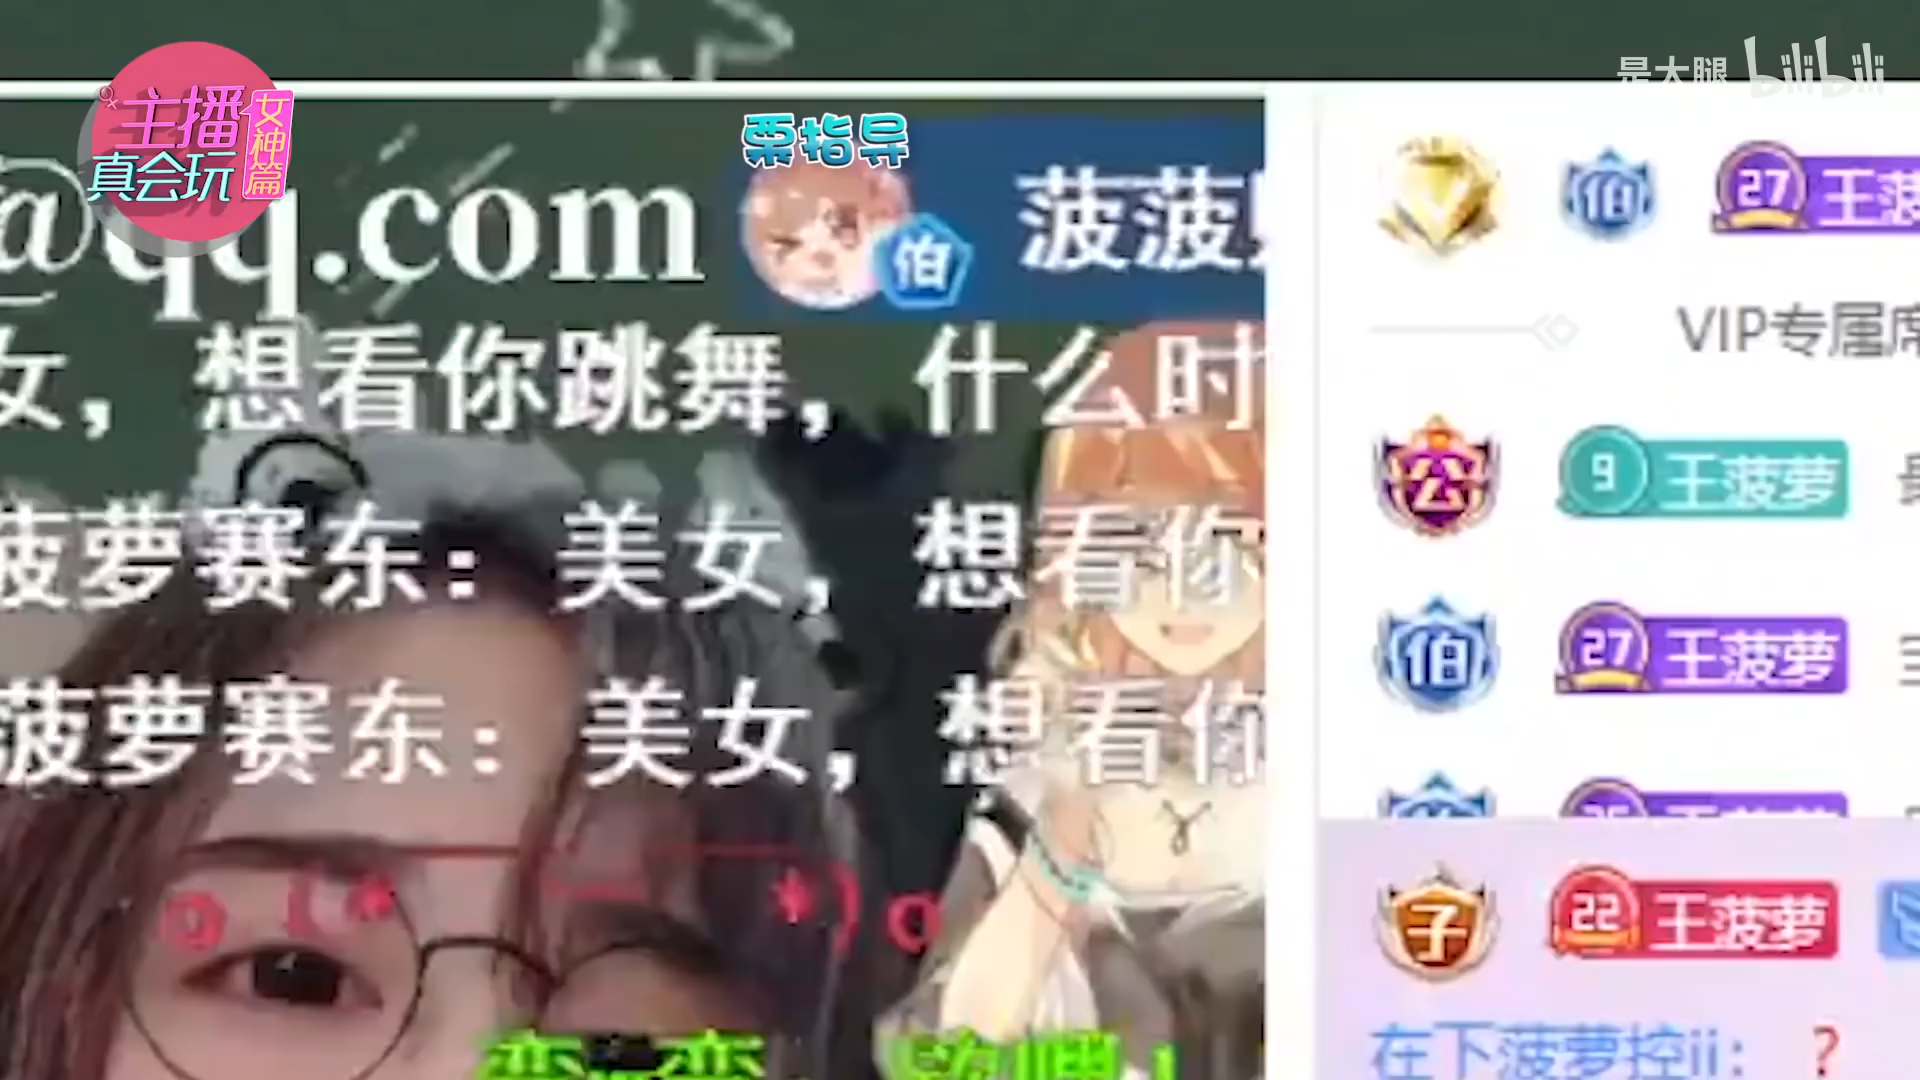 是大腿 bilibili
主播
真会玩
女神篇
栗指导
@qq.com
伯 菠菠
伯 27 王菠
VIP专属席
女，想看你跳舞，什么时
公 9 王菠萝
菠萝赛东：美女，想看你
伯 27 王菠萝
菠萝赛东：美女，想看你
o (* *) o
子 22 王菠萝
在下菠萝控ii： ?